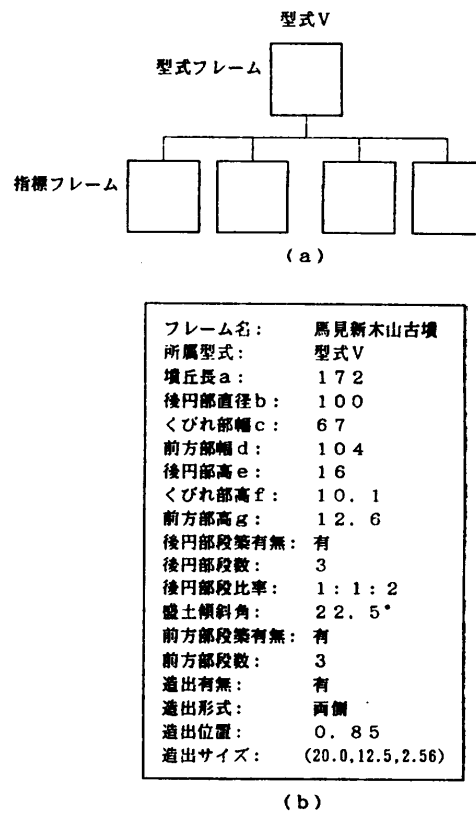 型式V
型式フレーム
指標フレーム
(a)
フレーム名: 馬見新木山古墳
所属型式: 型式V
墳丘長a: 172
後円部直径b: 100
くびれ部幅c: 67
前方部幅d: 104
後円部高e: 16
くびれ部高f: 10.1
前方部高g: 12.6
後円部段築有無: 有
後円部段数: 3
後円部段比率: 1:1:2
盛土傾斜角: 22.5°
前方部段築有無: 有
前方部段数: 3
造出有無: 有
造出形式: 両側
造出位置: 0.85
造出サイズ: (20.0,12.5,2.56)
(b)